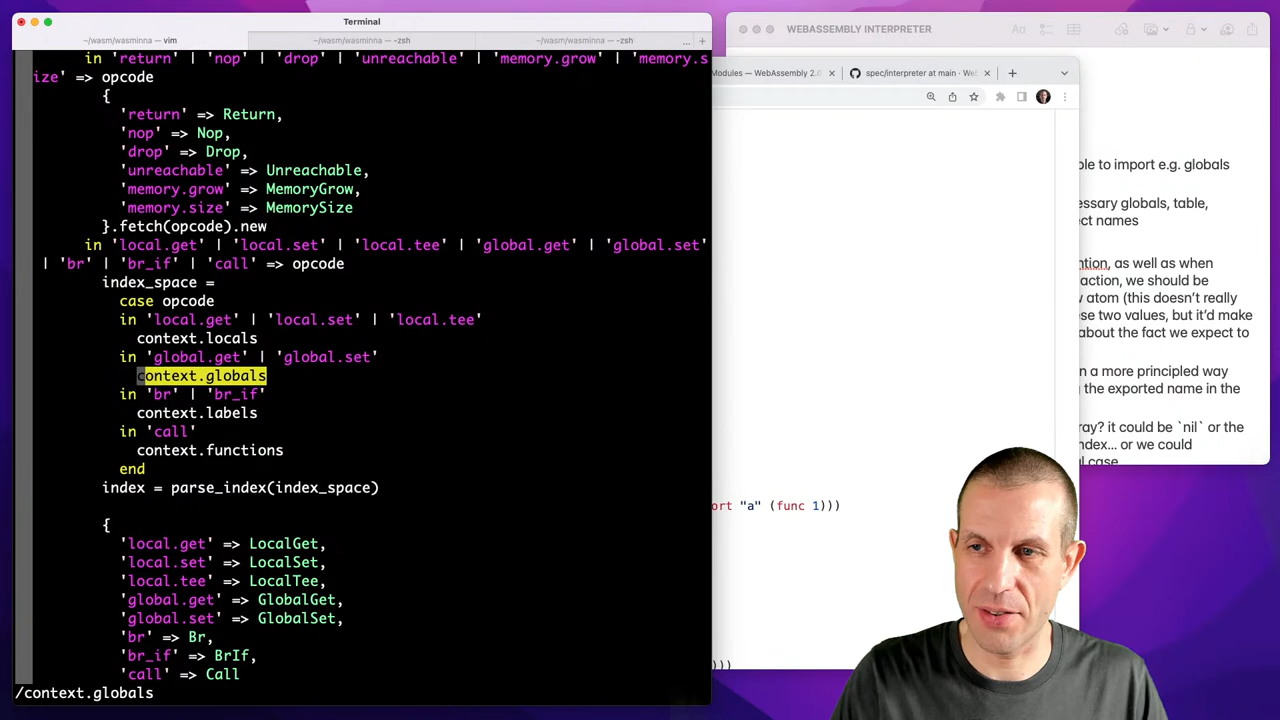 Terminal
~/wasm/wasminna — vim
~/wasm/wasminna — -zsh
~/wasm/wasminna — -zsh
... +
in 'return' | 'nop' | 'drop' | 'unreachable' | 'memory.grow' | 'memory.s
ize' => opcode
{
'return' => Return,
'nop' => Nop,
'drop' => Drop,
'unreachable' => Unreachable,
'memory.grow' => MemoryGrow,
'memory.size' => MemorySize
}.fetch(opcode).new
in 'local.get' | 'local.set' | 'local.tee' | 'global.get' | 'global.set'
| 'br' | 'br_if' | 'call' => opcode
index_space =
case opcode
in 'local.get' | 'local.set' | 'local.tee'
context.locals
in 'global.get' | 'global.set'
context.globals
in 'br' | 'br_if'
context.labels
in 'call'
context.functions
end
index = parse_index(index_space)
{
'local.get' => LocalGet,
'local.set' => LocalSet,
'local.tee' => LocalTee,
'global.get' => GlobalGet,
'global.set' => GlobalSet,
'br' => Br,
'br_if' => BrIf,
'call' => Call
/context.globals
WEBASSEMBLY INTERPRETER
Aa
Modules — WebAssembly 2.0
spec/interpreter at main · We
ort "a" (func 1)))
)))
ble to import e.g. globals
essary globals, table,
ect names
ntion, as well as when
action, we should be
w atom (this doesn't really
ese two values, but it'd make
about the fact we expect to
n a more principled way
g the exported name in the
ray? it could be `nil` or the
ndex... or we could
al case